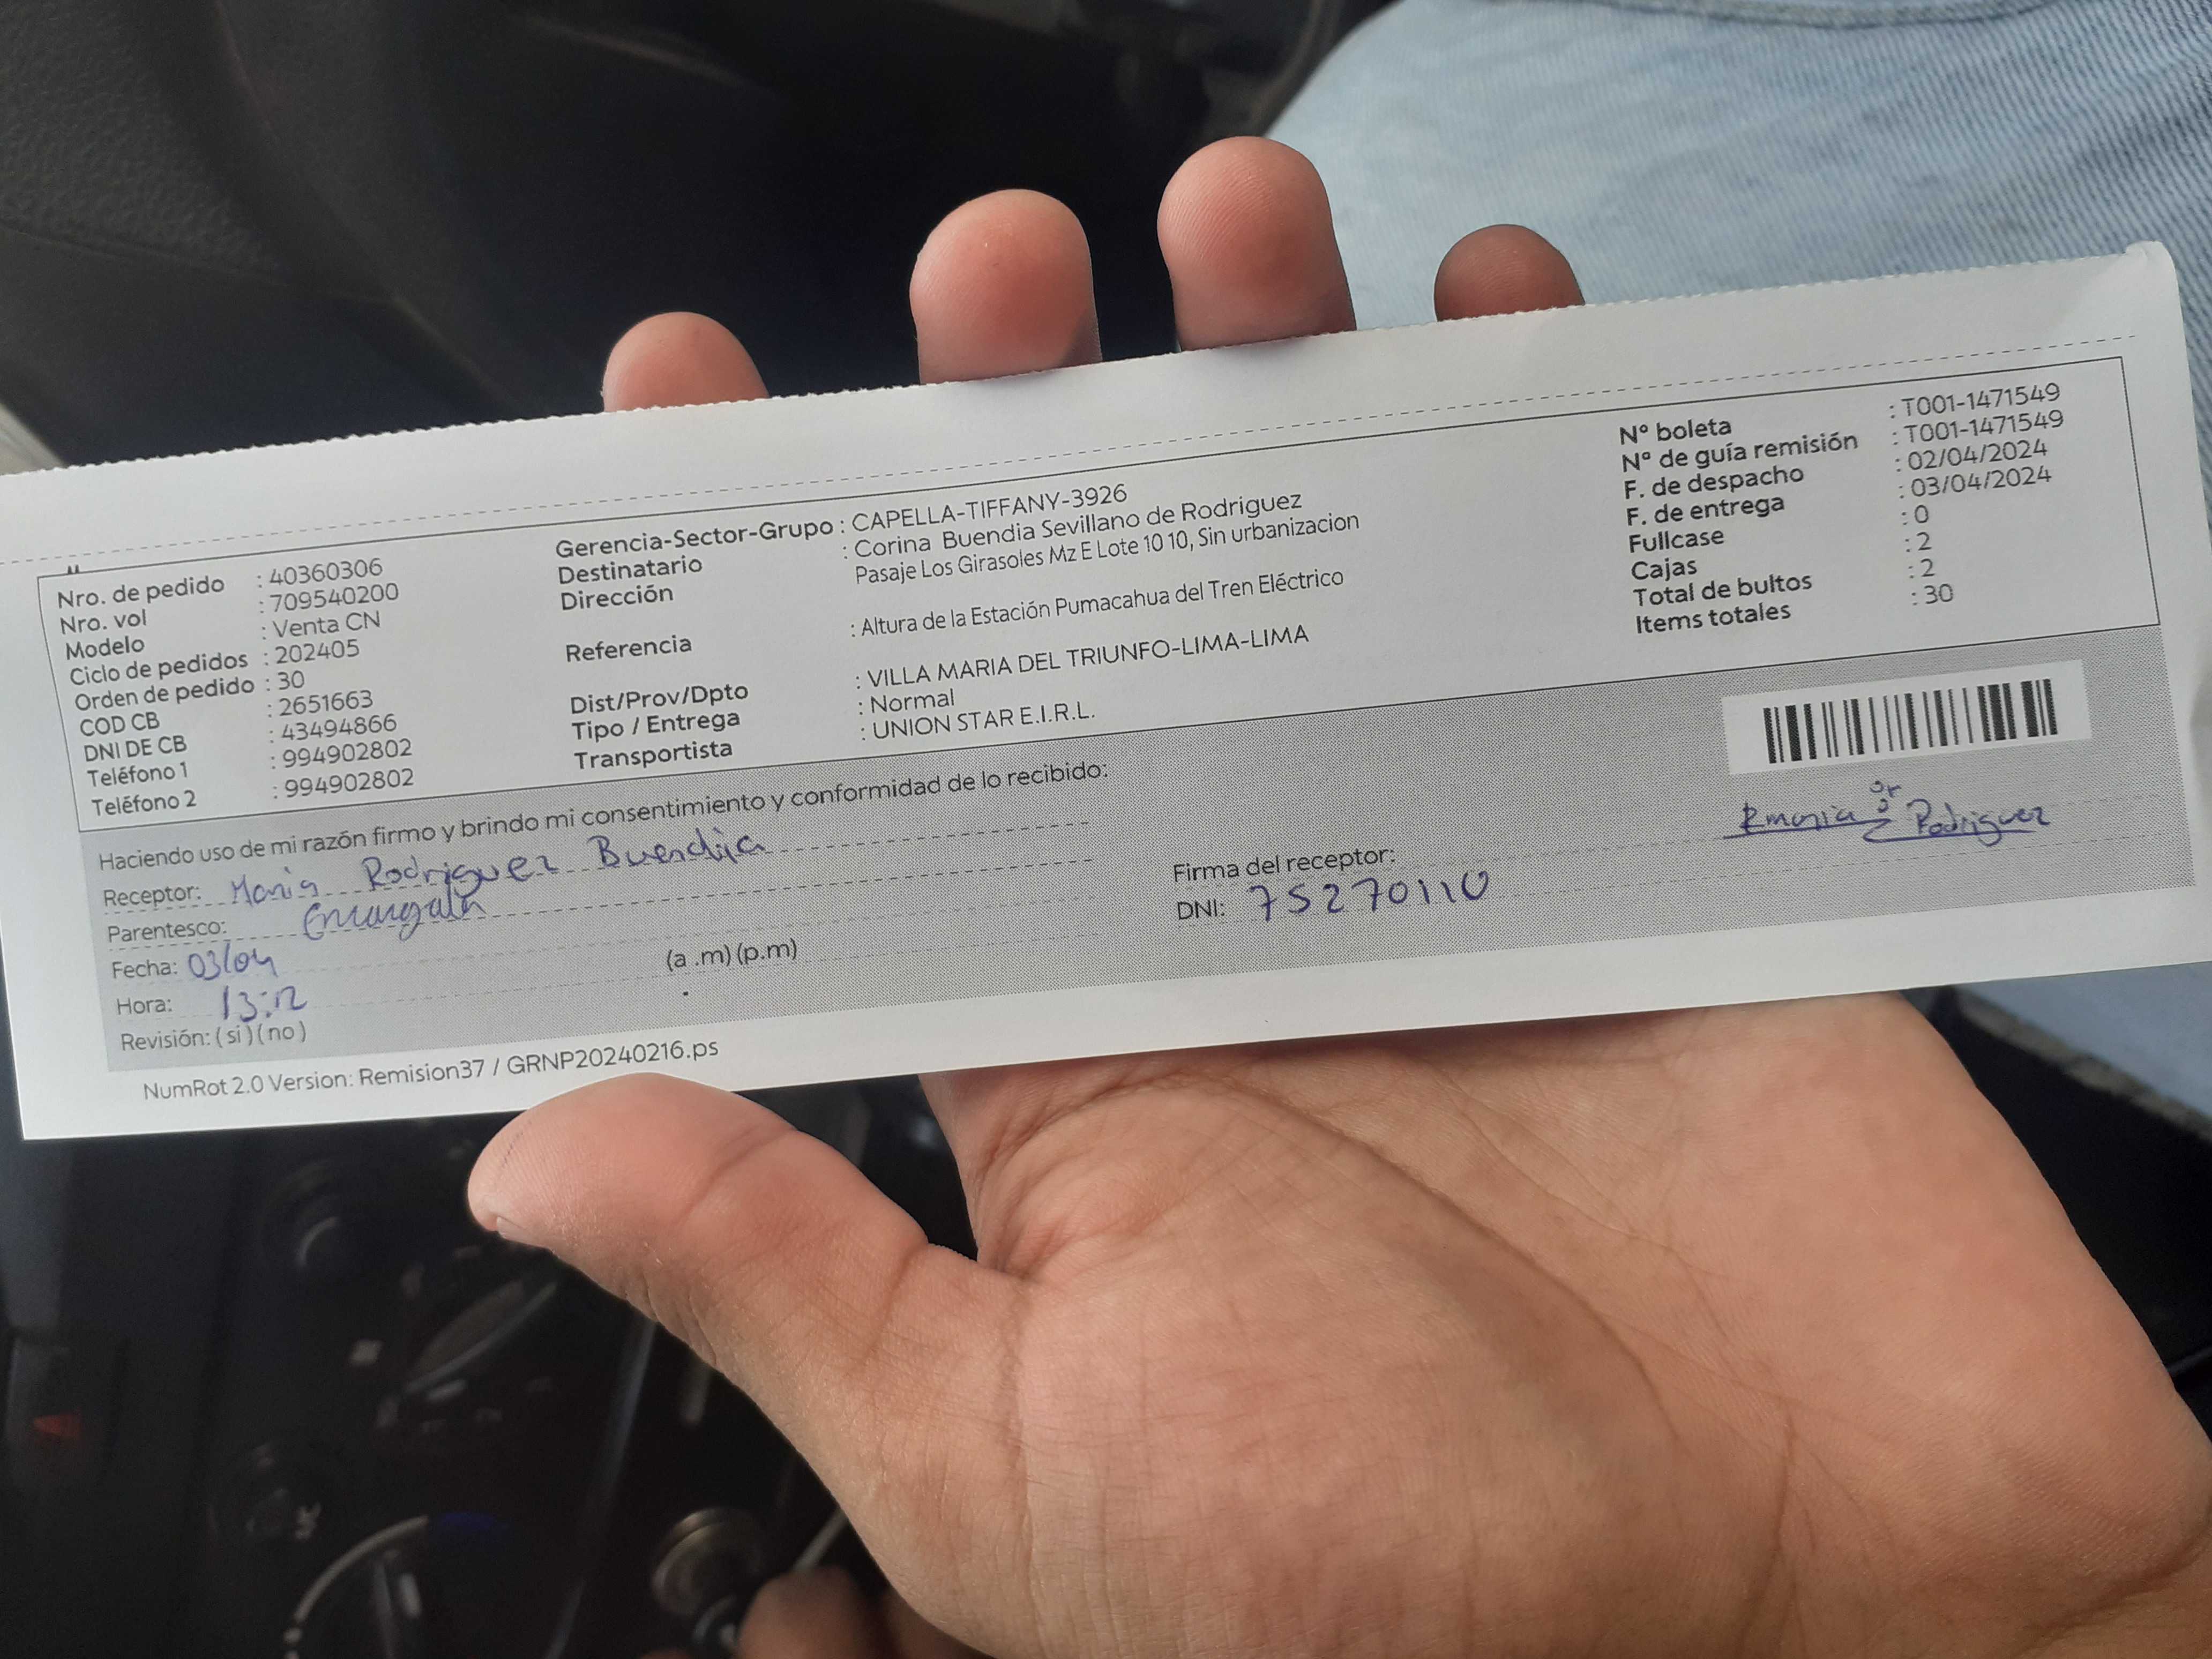 Nro. de pedido : 40360306
Nro. vol : 709540200
Modelo : Venta CN
Ciclo de pedidos : 202405
Orden de pedido : 30
COD CB : 2651663
DNI DE CB : 43494866
Teléfono 1 : 994902802
Teléfono 2 : 994902802
Gerencia-Sector-Grupo : CAPELLA-TIFFANY-3926
Destinatario : Corina Buendia Sevillano de Rodriguez
Dirección Pasaje Los Girasoles Mz E Lote 10 10, Sin urbanizacion
Referencia : Altura de la Estación Pumacahua del Tren Eléctrico
Dist/Prov/Dpto : VILLA MARIA DEL TRIUNFO-LIMA-LIMA
Tipo / Entrega : Normal
Transportista : UNION STAR E.I.R.L.
N° boleta : T001-1471549
N° de guía remisión : T001-1471549
F. de despacho : 02/04/2024
F. de entrega : 03/04/2024
Fullcase : 0
Cajas : 2
Total de bultos : 2
Items totales : 30
Haciendo uso de mi razón firmo y brindo mi consentimiento y conformidad de lo recibido:
Receptor: Maria Rodriguez Buendia
Parentesco:
Fecha: 03/04
Hora: 13:12 (a .m) (p.m)
Revisión: ( si ) ( no )
Firma del receptor: Rodriguez
DNI: 75270110
NumRot 2.0 Version: Remision37 / GRNP20240216.ps